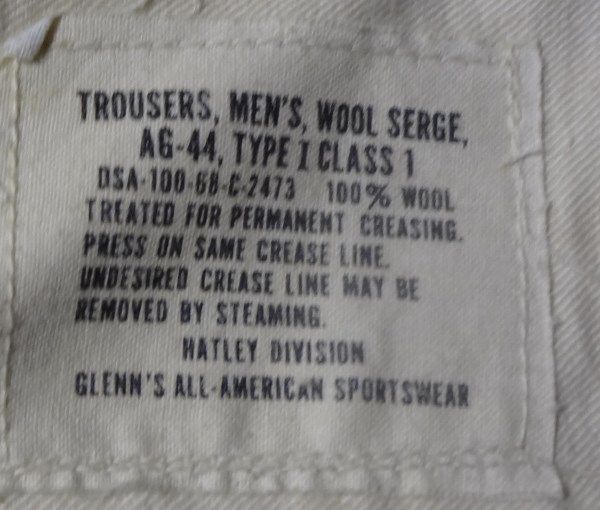 TROUSERS, MEN'S, WOOL SERGE,
AG-44, TYPE I CLASS 1
DSA-100-68-C-2473 100% WOOL
TREATED FOR PERMANENT CREASING.
PRESS ON SAME CREASE LINE.
UNDESIRED CREASE LINE MAY BE
REMOVED BY STEAMING.
HATLEY DIVISION
GLENN'S ALL-AMERICAN SPORTSWEAR